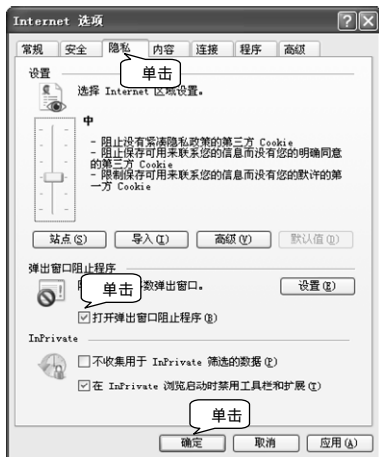 Internet 选项
常规 安全 隐私 内容 连接 程序 高级
单击
设置
选择 Internet 区域设置。
中
- 阻止没有紧凑隐私政策的第三方 Cookie
- 阻止保存可用来联系您的信息而没有您的明确同意
的第三方 Cookie
- 限制保存可用来联系您的信息而没有您的默许的第
一方 Cookie
站点(S) 导入(I) 高级(V) 默认值(D)
弹出窗口阻止程序
数弹出窗口。 设置(E)
单击
打开弹出窗口阻止程序(B)
InPrivate
不收集用于 InPrivate 筛选的数据(P)
在 InPrivate 浏览启动时禁用工具栏和扩展(T)
单击
确定 取消 应用(A)